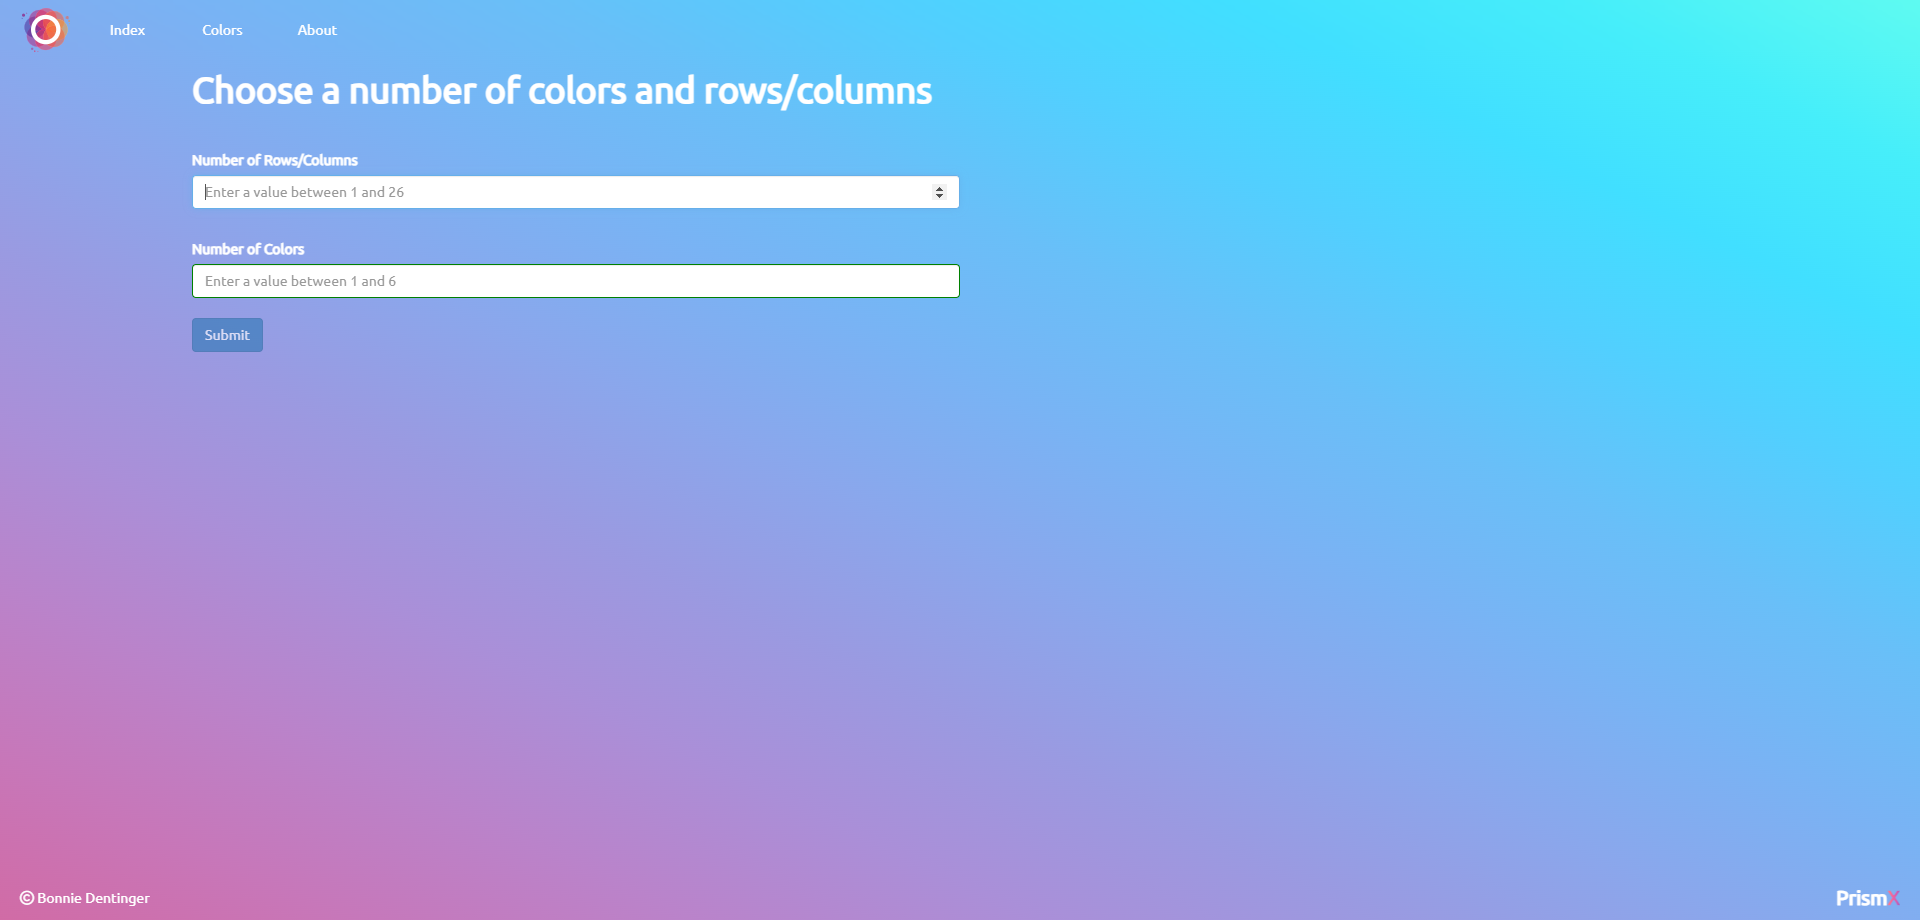 Index
Colors
About
Choose a number of colors and rows/columns
Number of Rows/Columns
Enter a value between 1 and 26
Number of Colors
Enter a value between 1 and 6
Submit
© Bonnie Dentinger
PrismX